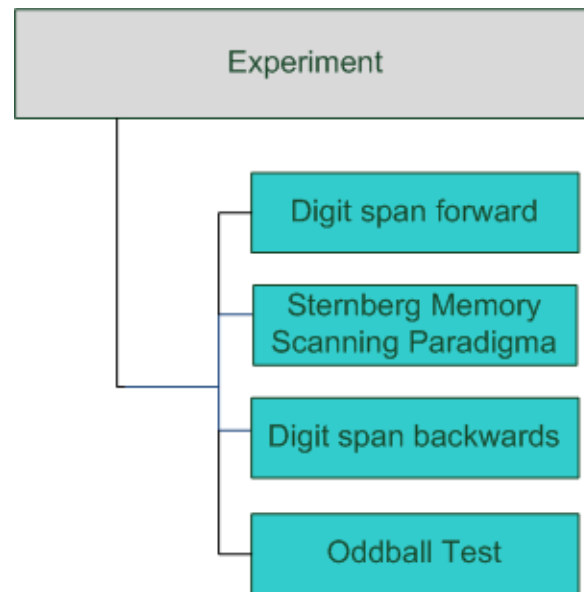 Experiment
Digit span forward
Sternberg Memory
Scanning Paradigma
Digit span backwards
Oddball Test